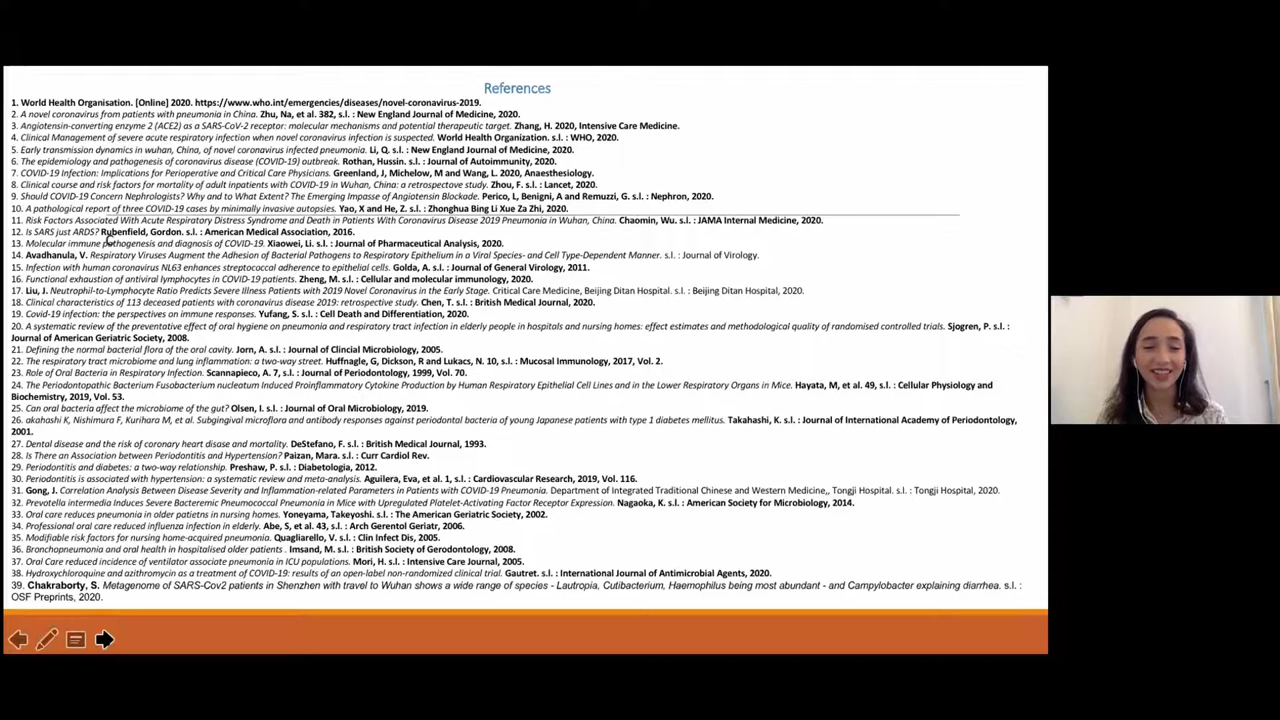 References
1. World Health Organisation. [Online] 2020. https://www.who.int/emergencies/diseases/novel-coronavirus-2019.
2. A novel coronavirus from patients with pneumonia in China. Zhu, Na, et al. 382, s.l. : New England Journal of Medicine, 2020.
3. Angiotensin-converting enzyme 2 (ACE2) as a SARS-CoV-2 receptor: molecular mechanisms and potential therapeutic target. Zhang, H. 2020, Intensive Care Medicine.
4. Clinical Management of severe acute respiratory infection when novel coronavirus infection is suspected. World Health Organization. s.l. : WHO, 2020.
5. Early transmission dynamics in wuhan, China, of novel coronavirus infected pneumonia. Li, Q. s.l. : New England Journal of Medicine, 2020.
6. The epidemiology and pathogenesis of coronavirus disease (COVID-19) outbreak. Rothan, Hussin. s.l. : Journal of Autoimmunity, 2020.
7. COVID-19 Infection: Implications for Perioperative and Critical Care Physicians. Greenland, J, Michelow, M and Wang, L. 2020, Anaesthesiology.
8. Clinical course and risk factors for mortality of adult inpatients with COVID-19 in Wuhan, China: a retrospective study. Zhou, F. s.l. : Lancet, 2020.
9. Should COVID-19 Concern Nephrologists? Why and to What Extent? The Emerging Impasse of Angiotensin Blockade. Perico, L, Benigni, A and Remuzzi, G. s.l. : Nephron, 2020.
10. A pathological report of three COVID-19 cases by minimally invasive autopsies. Yao, X and He, Z. s.l. : Zhonghua Bing Li Xue Za Zhi, 2020.
11. Risk Factors Associated With Acute Respiratory Distress Syndrome and Death in Patients With Coronavirus Disease 2019 Pneumonia in Wuhan, China. Chaomin, Wu. s.l. : JAMA Internal Medicine, 2020.
12. Is SARS just ARDS? Rubenfield, Gordon. s.l. : American Medical Association, 2016.
13. Molecular immune pathogenesis and diagnosis of COVID-19. Xiaowei, Li. s.l. : Journal of Pharmaceutical Analysis, 2020.
14. Avadhanula, V. Respiratory Viruses Augment the Adhesion of Bacterial Pathogens to Respiratory Epithelium in a Viral Species- and Cell Type-Dependent Manner. s.l. : Journal of Virology.
15. Infection with human coronavirus NL63 enhances streptococcal adherence to epithelial cells. Golda, A. s.l. : Journal of General Virology, 2011.
16. Functional exhaustion of antiviral lymphocytes in COVID-19 patients. Zheng, M. s.l. : Cellular and molecular immunology, 2020.
17. Liu, J. Neutrophil-to-Lymphocyte Ratio Predicts Severe Illness Patients with 2019 Novel Coronavirus in the Early Stage. Critical Care Medicine, Beijing Ditan Hospital. s.l. : Beijing Ditan Hospital, 2020.
18. Clinical characteristics of 113 deceased patients with coronavirus disease 2019: retrospective study. Chen, T. s.l. : British Medical Journal, 2020.
19. Covid-19 infection: the perspectives on immune responses. Yufang, S. s.l. : Cell Death and Differentiation, 2020.
20. A systematic review of the preventative effect of oral hygiene on pneumonia and respiratory tract infection in elderly people in hospitals and nursing homes: effect estimates and methodological quality of randomised controlled trials. Sjogren, P. s.l. :
Journal of American Geriatric Society, 2008.
21. Defining the normal bacterial flora of the oral cavity. Jorn, A. s.l. : Journal of Clincial Microbiology, 2005.
22. The respiratory tract microbiome and lung inflammation: a two-way street. Huffnagle, G, Dickson, R and Lukacs, N. 10, s.l. : Mucosal Immunology, 2017, Vol. 2.
23. Role of Oral Bacteria in Respiratory Infection. Scannapieco, A. 7, s.l. : Journal of Periodontology, 1999, Vol. 70.
24. The Periodontopathic Bacterium Fusobacterium nucleatum Induced Proinflammatory Cytokine Production by Human Respiratory Epithelial Cell Lines and in the Lower Respiratory Organs in Mice. Hayata, M, et al. 49, s.l. : Cellular Physiology and
Biochemistry, 2019, Vol. 53.
25. Can oral bacteria affect the microbiome of the gut? Olsen, I. s.l. : Journal of Oral Microbiology, 2019.
26. akahashi K, Nishimura F, Kurihara M, et al. Subgingival microflora and antibody responses against periodontal bacteria of young Japanese patients with type 1 diabetes mellitus. Takahashi, K. s.l. : Journal of International Academy of Periodontology,
2001.
27. Dental disease and the risk of coronary heart disease and mortality. DeStefano, F. s.l. : British Medical Journal, 1993.
28. Is There an Association between Periodontitis and Hypertension? Paizan, Mara. s.l. : Curr Cardiol Rev.
29. Periodontitis and diabetes: a two-way relationship. Preshaw, P. s.l. : Diabetologia, 2012.
30. Periodontitis is associated with hypertension: a systematic review and meta-analysis. Aguilera, Eva, et al. 1, s.l. : Cardiovascular Research, 2019, Vol. 116.
31. Gong, J. Correlation Analysis Between Disease Severity and Inflammation-related Parameters in Patients with COVID-19 Pneumonia. Department of Integrated Traditional Chinese and Western Medicine,, Tongji Hospital. s.l. : Tongji Hospital, 2020.
32. Prevotella intermedia Induces Severe Bacteremic Pneumococcal Pneumonia in Mice with Upregulated Platelet-Activating Factor Receptor Expression. Nagaoka, K. s.l. : American Society for Microbiology, 2014.
33. Oral care reduces pneumonia in older patietns in nursing homes. Yoneyama, Takeyoshi. s.l. : The American Geriatric Society, 2002.
34. Professional oral care reduced influenza infection in elderly. Abe, S, et al. 43, s.l. : Arch Gerentol Geriatr, 2006.
35. Modifiable risk factors for nursing home-acquired pneumonia. Quagliarello, V. s.l. : Clin Infect Dis, 2005.
36. Bronchopneumonia and oral health in hospitalised older patients . Imsand, M. s.l. : British Society of Gerodontology, 2008.
37. Oral Care reduced incidence of ventilator associate pneumonia in ICU populations. Mori, H. s.l. : Intensive Care Journal, 2005.
38. Hydroxychloroquine and azithromycin as a treatment of COVID-19: results of an open-label non-randomized clinical trial. Gautret. s.l. : International Journal of Antimicrobial Agents, 2020.
39. Chakraborty, S. Metagenome of SARS-Cov2 patients in Shenzhen with travel to Wuhan shows a wide range of species - Lautropia, Cutibacterium, Haemophilus being most abundant - and Campylobacter explaining diarrhea. s.l. :
OSF Preprints, 2020.